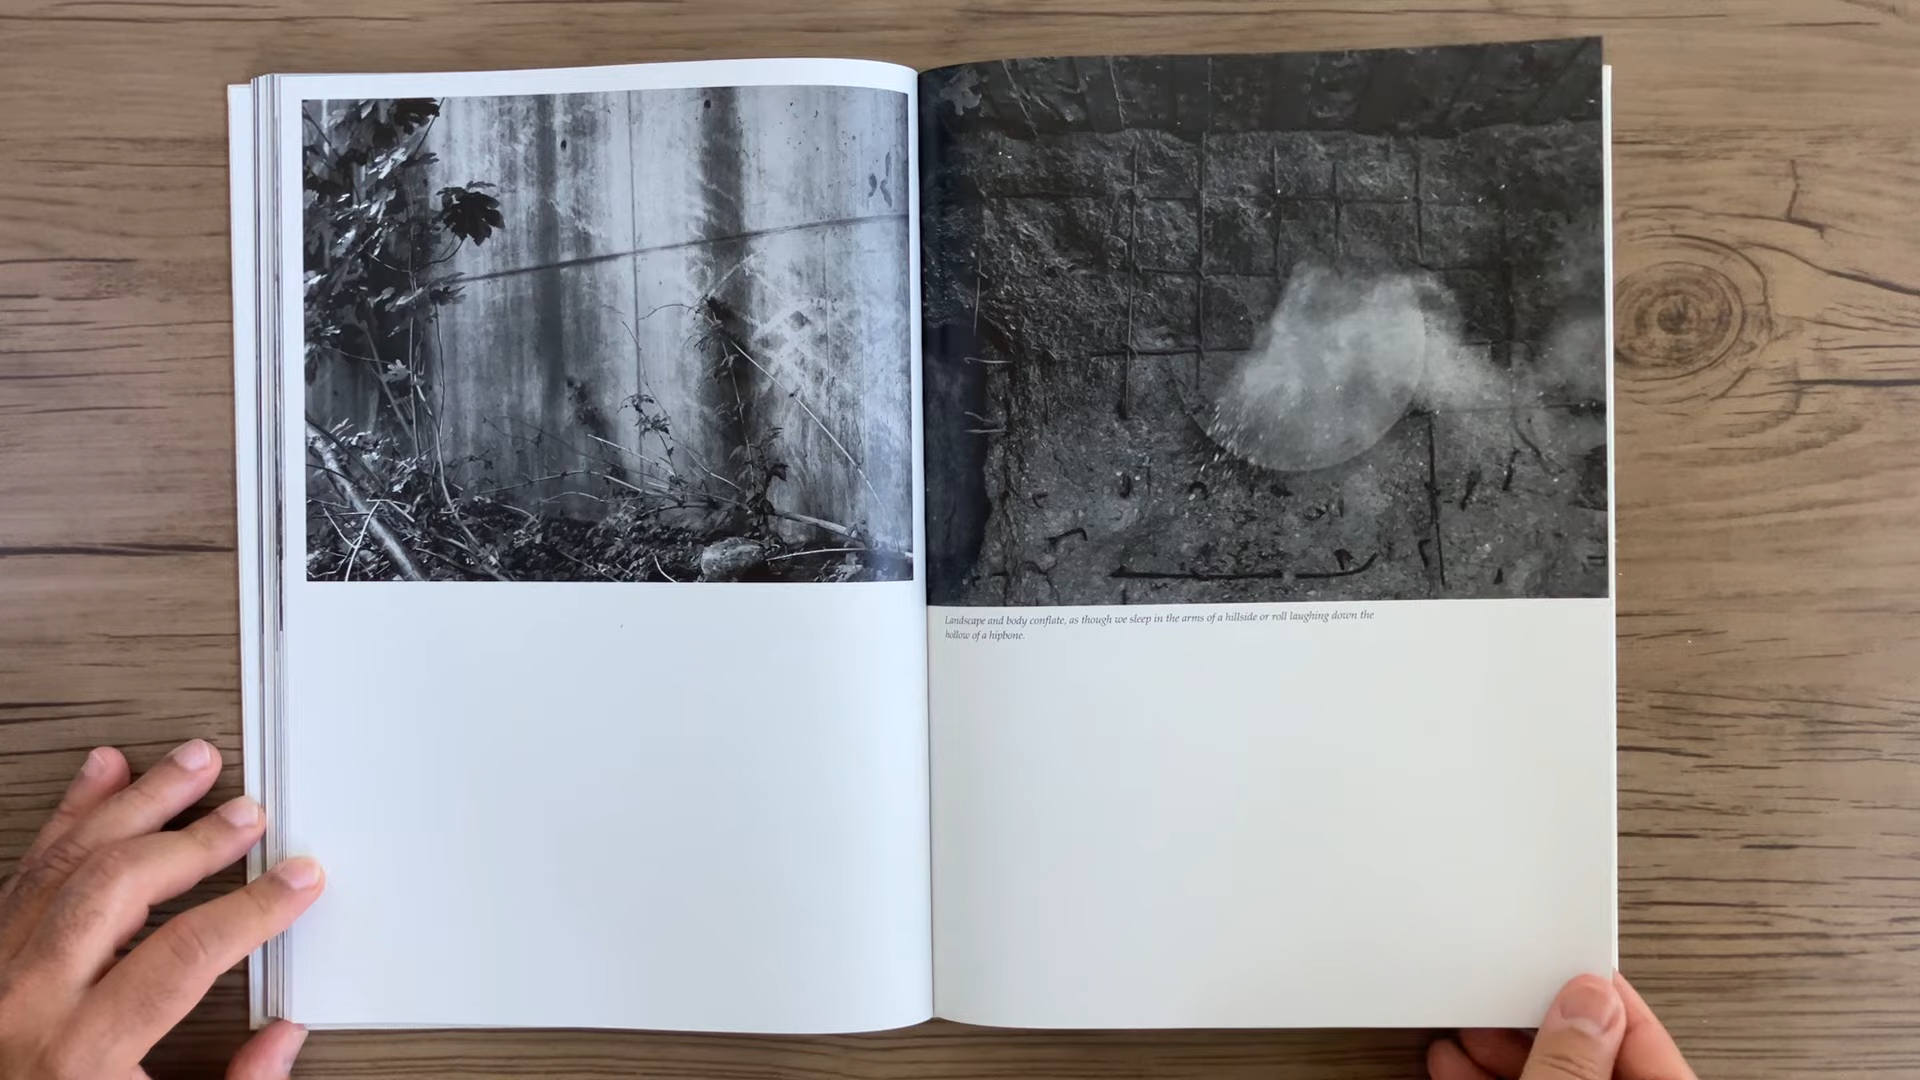 Landscape and body conflate, as though we sleep in the arms of a hillside or roll laughing down the
hollow of a hipbone.